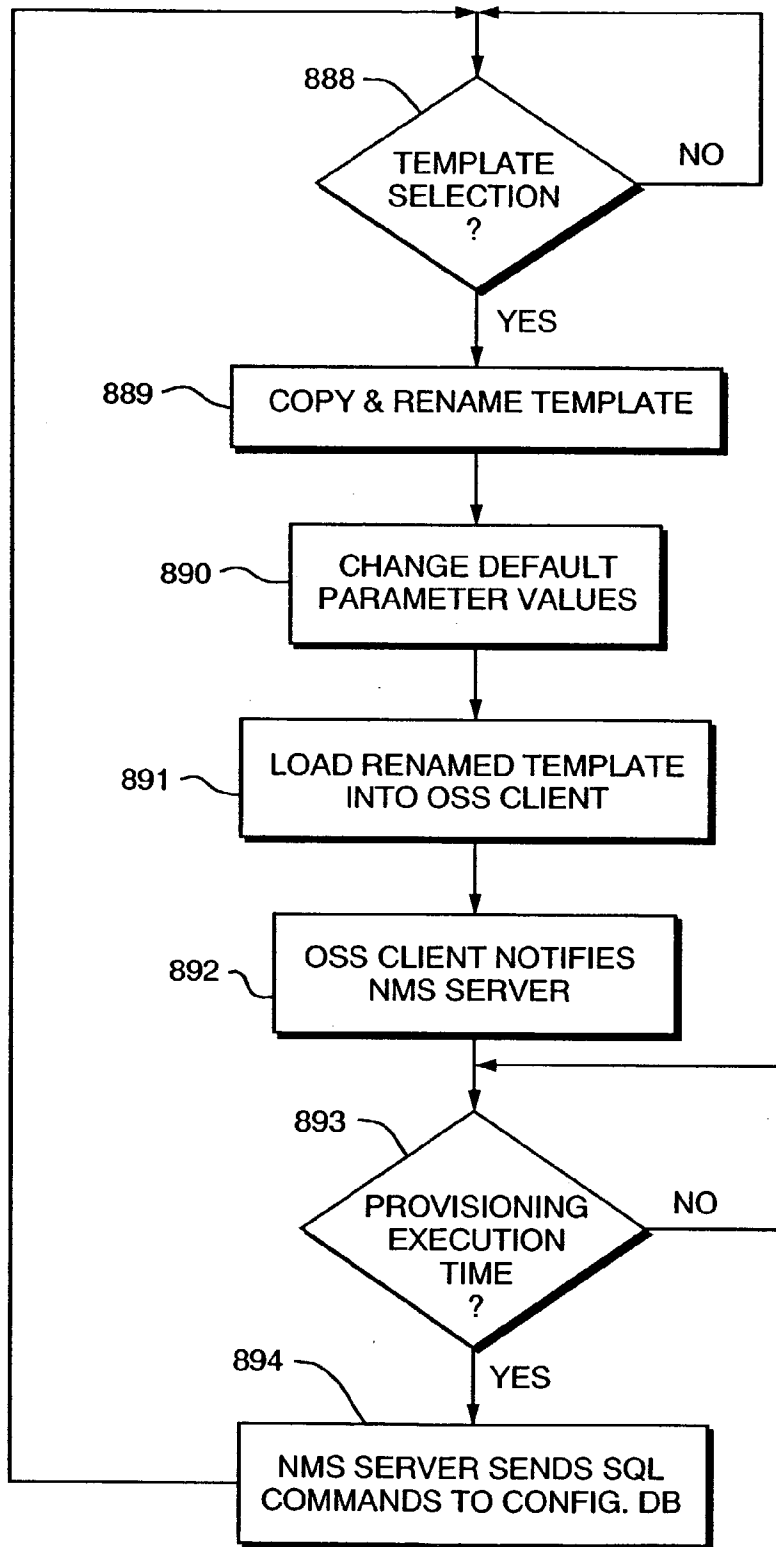 888
TEMPLATE
SELECTION
?
NO
YES
889
COPY & RENAME TEMPLATE
890
CHANGE DEFAULT
PARAMETER VALUES
891
LOAD RENAMED TEMPLATE
INTO OSS CLIENT
892
OSS CLIENT NOTIFIES
NMS SERVER
893
PROVISIONING
EXECUTION
TIME
?
NO
YES
894
NMS SERVER SENDS SQL
COMMANDS TO CONFIG. DB